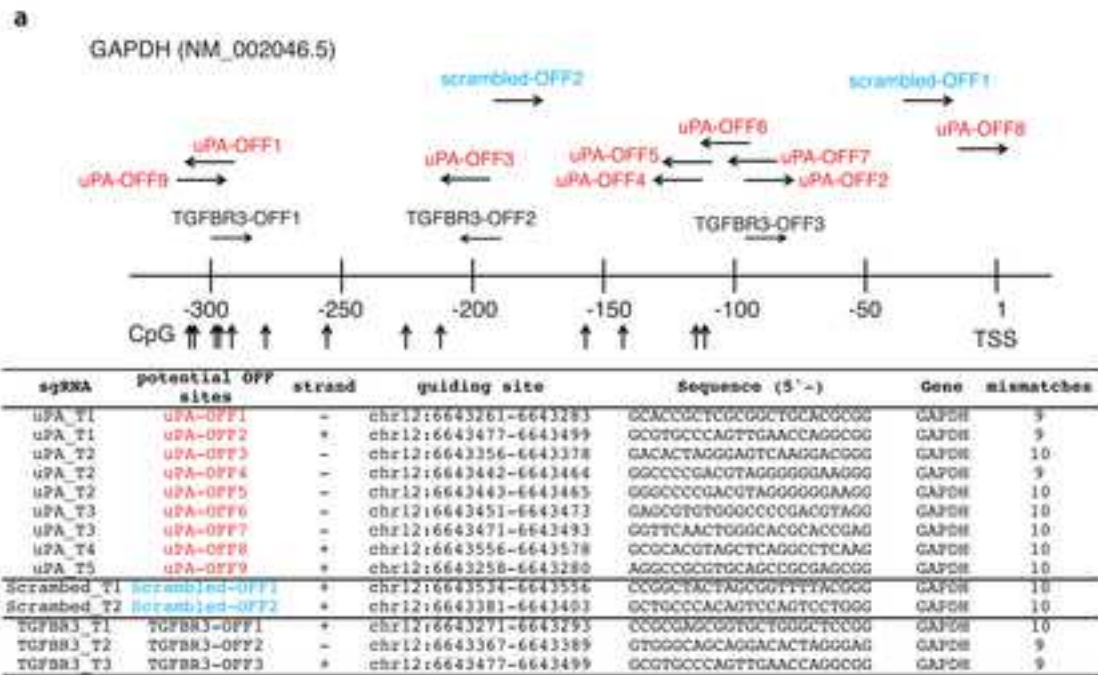 a
GAPDH (NM_002046.5)
scrambled-OFF2 scrambled-OFF1
uPA-OFF6 uPA-OFF8
uPA-OFF1 uPA-OFF3 uPA-OFF5 uPA-OFF7
uPA-OFF9 uPA-OFF4 uPA-OFF2
TGFBR3-OFF1 TGFBR3-OFF2 TGFBR3-OFF3
-300 -250 -200 -150 -100 -50 1
CpG TSS
sgRNA potential OFF sites strand guiding site Sequence (5`-) Gene mismatches
uPA_T1 uPA-OFF1 - chr12:6643261-6643283 GCACCGCTCGCGGCTGCACGCGG GAPDH 9
uPA_T1 uPA-OFF2 + chr12:6643477-6643499 GCGTGCCCAGTTGAACCAGGCGG GAPDH 9
uPA_T2 uPA-OFF3 - chr12:6643356-6643378 GACACTAGGGAGTCAAGGACGGG GAPDH 10
uPA_T2 uPA-OFF4 - chr12:6643442-6643464 GGCCCCGACGTAGGGGGGAAGGG GAPDH 9
uPA_T2 uPA-OFF5 - chr12:6643443-6643465 GGGCCCCGACGTAGGGGGGAAGG GAPDH 10
uPA_T3 uPA-OFF6 - chr12:6643451-6643473 GAGCGTGTGGGCCCCGACGTAGG GAPDH 10
uPA_T3 uPA-OFF7 - chr12:6643471-6643493 GGTTCAACTGGGCACGCACCGAG GAPDH 10
uPA_T4 uPA-OFF8 + chr12:6643556-6643578 GCGCACGTAGCTCAGGCCTCAAG GAPDH 10
uPA_T5 uPA-OFF9 + chr12:6643258-6643280 AGGCCGCGTGCAGCCGCGAGCGG GAPDH 10
Scrambed_T1 Scrambled-OFF1 + chr12:6643534-6643556 CCGGCTACTAGCGGTTTTACGGG GAPDH 10
Scrambed_T2 Scrambled-OFF2 + chr12:6643381-6643403 GCTGCCCACAGTCCAGTCCTGGG GAPDH 10
TGFBR3_T1 TGFBR3-OFF1 + chr12:6643271-6643293 CCGCGAGCGGTGCTGGGCTCCGG GAPDH 10
TGFBR3_T2 TGFBR3-OFF2 - chr12:6643367-6643389 GTGGGCAGCAGGACACTAGGGAG GAPDH 9
TGFBR3_T3 TGFBR3-OFF3 + chr12:6643477-6643499 GCGTGCCCAGTTGAACCAGGCGG GAPDH 9